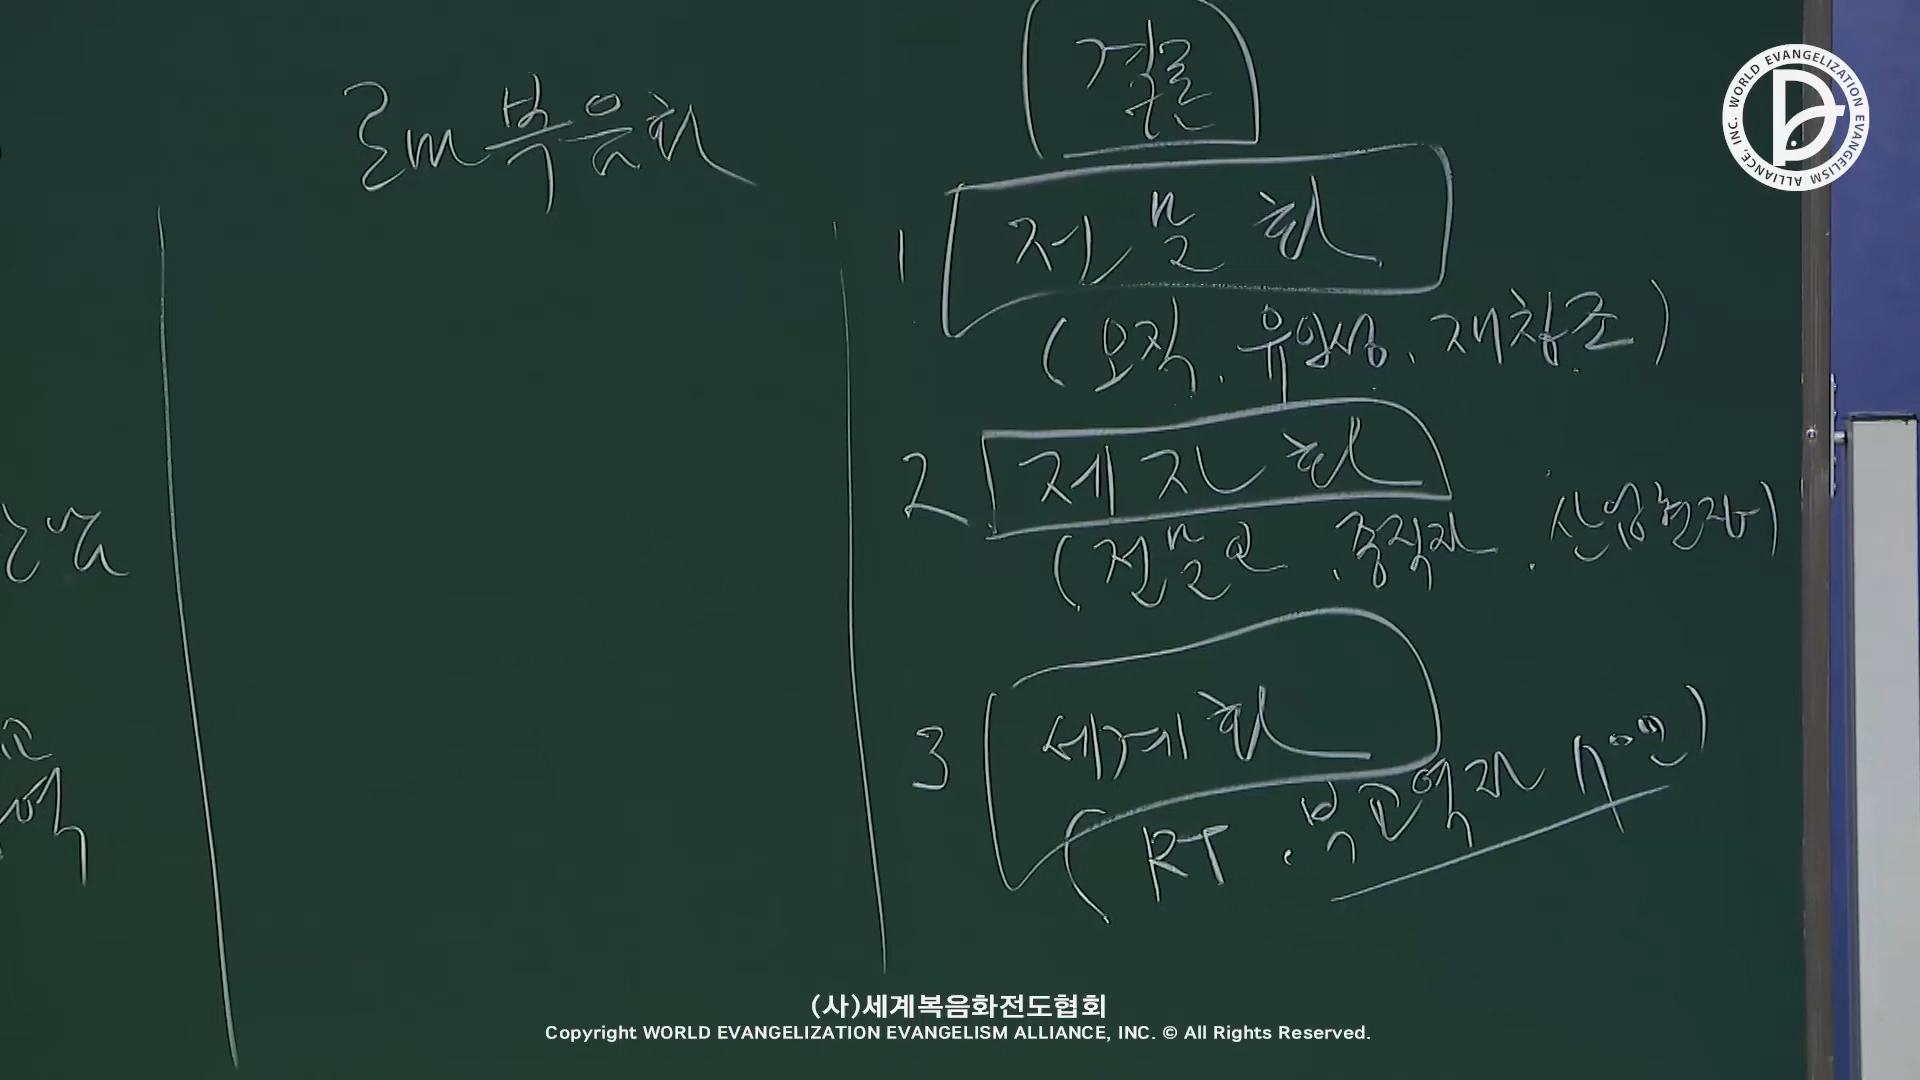 근본복음화
결론
1 전문화
(오직. 유일성. 재창조)
2 제자화
(전문인. 중직자. 산업현장)
3 세계화
(RT. 부교역자
WORLD EVANGELIZATION EVANGELISM ALLIANCE, INC.
(사)세계복음화전도협회
Copyright WORLD EVANGELIZATION EVANGELISM ALLIANCE, INC. © All Rights Reserved.